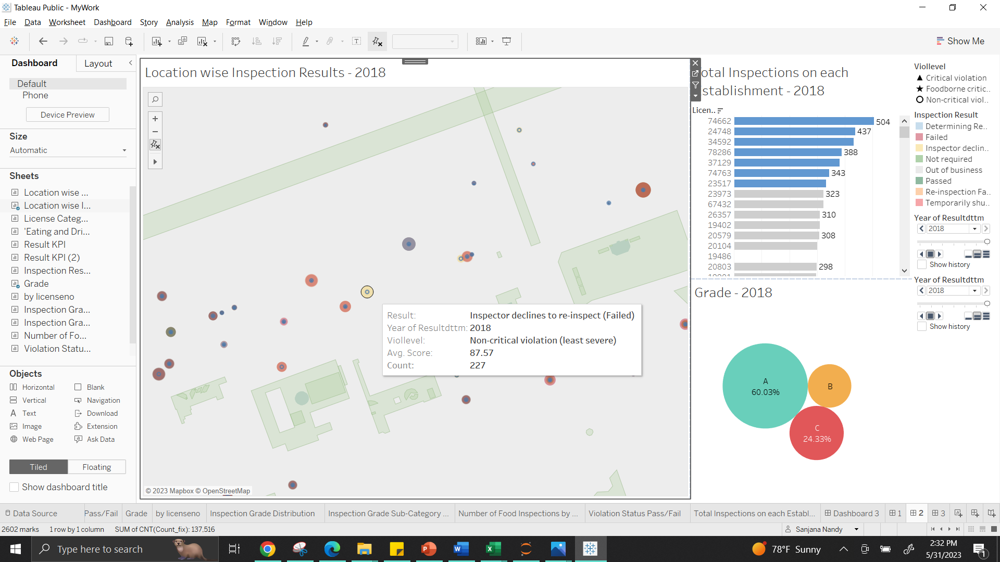 Tableau Public - MyWork
File Data Worksheet Dashboard Story Analysis Map Format Window Help
Show Me
Dashboard Layout
Default
Phone
Device Preview
Size
Automatic
Sheets
Location wise ...
Location wise I...
License Categ...
'Eating and Dri...
Result KPI
Result KPI (2)
Inspection Res...
Grade
by licenseno
Inspection Gra...
Inspection Gra...
Number of Fo...
Violation Statu...
Objects
Horizontal Blank
Vertical Navigation
Text Download
Image Extension
Web Page Ask Data
Tiled Floating
Show dashboard title
Location wise Inspection Results - 2018
Result: Inspector declines to re-inspect (Failed)
Year of Resultdttm: 2018
Viollevel: Non-critical violation (least severe)
Avg. Score: 87.57
Count: 227
© 2023 Mapbox © OpenStreetMap
Total Inspections on each
Establishment - 2018
Licen..
74662 504
24748 437
34592
78286 388
37129
74763 343
23517
23973 323
67432
26357 310
19402
20579 308
20104
19486
20803 298
Grade - 2018
A
60.03%
B
C
24.33%
Viollevel
Critical violation
Foodborne critic..
Non-critical viol..
Inspection Result
Determining Re..
Failed
Inspector declin..
Not required
Out of business
Passed
Re-inspection Fa..
Temporarily shu..
Year of Resultdttm
2018
Show history
Year of Resultdttm
2018
Show history
Data Source Pass/Fail Grade by licenseno Inspection Grade Distribution Inspection Grade Sub-Category ... Number of Food Inspections by ... Violation Status Pass/Fail Total Inspections on each Establ... Dashboard 3 1 2 3
2602 marks 1 row by 1 column SUM of CNT(Count_fix): 137,516 Sanjana Nandy
Type here to search
78°F Sunny
2:32 PM
5/31/2023
1